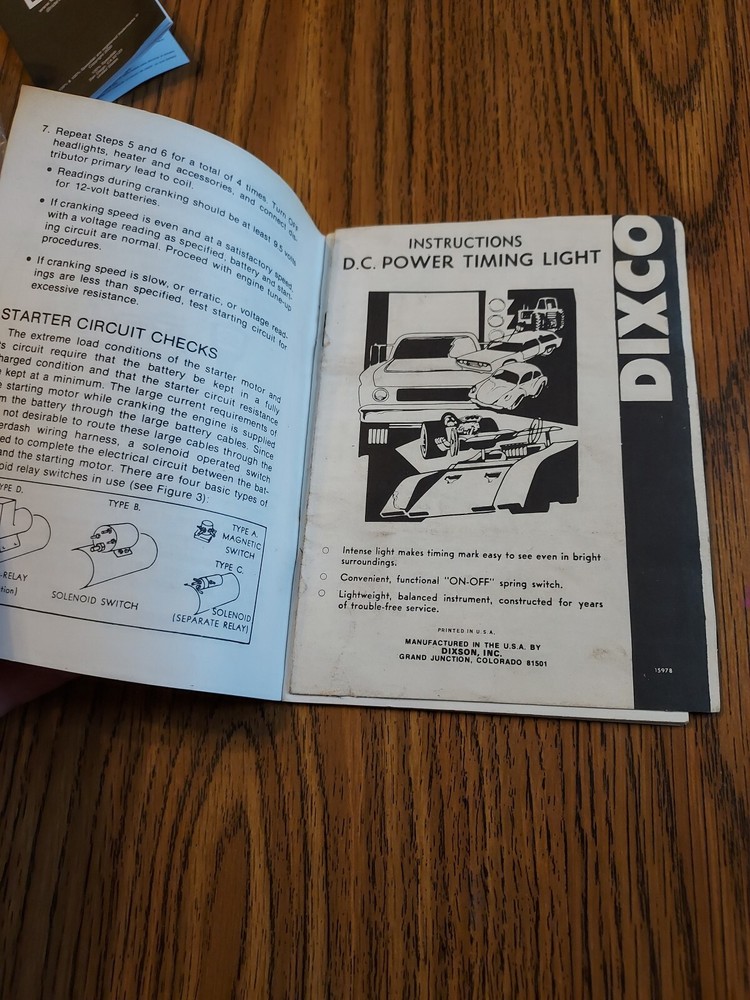 7. Repeat Steps 5 and 6 for a total of 4 times. Turn OFF
headlights, heater and accessories, and connect dis-
tributor primary lead to coil.
• Readings during cranking should be at least 9.5 volts
for 12-volt batteries.
• If cranking speed is even and at a satisfactory speed,
with a voltage reading as specified, battery and start-
ing circuit are normal. Proceed with engine tune-up
procedures.
• If cranking speed is slow, or erratic, or voltage read-
ings are less than specified, test starting circuit for
excessive resistance.
STARTER CIRCUIT CHECKS
The extreme load conditions of the starter motor and
circuit require that the battery be kept in a fully
charged condition and that the starter circuit resistance
kept at a minimum. The large current requirements of
starting motor while cranking the engine is supplied
the battery through the large battery cables. Since
not desirable to route these large cables through the
wiring harness, a solenoid operated switch
to complete the electrical circuit between the bat-
and the starting motor. There are four basic types of
relay switches in use (see Figure 3):
TYPE D.
TYPE B.
TYPE A.
MAGNETIC
SWITCH
TYPE C.
-RELAY
SOLENOID SWITCH
SOLENOID
(SEPARATE RELAY)
INSTRUCTIONS
D.C. POWER TIMING LIGHT
DIXCO
○ Intense light makes timing mark easy to see even in bright
surroundings.
○ Convenient, functional "ON-OFF" spring switch.
○ Lightweight, balanced instrument, constructed for years
of trouble-free service.
PRINTED IN U.S.A.
MANUFACTURED IN THE U.S.A. BY
DIXSON, INC.
GRAND JUNCTION, COLORADO 81501
15978